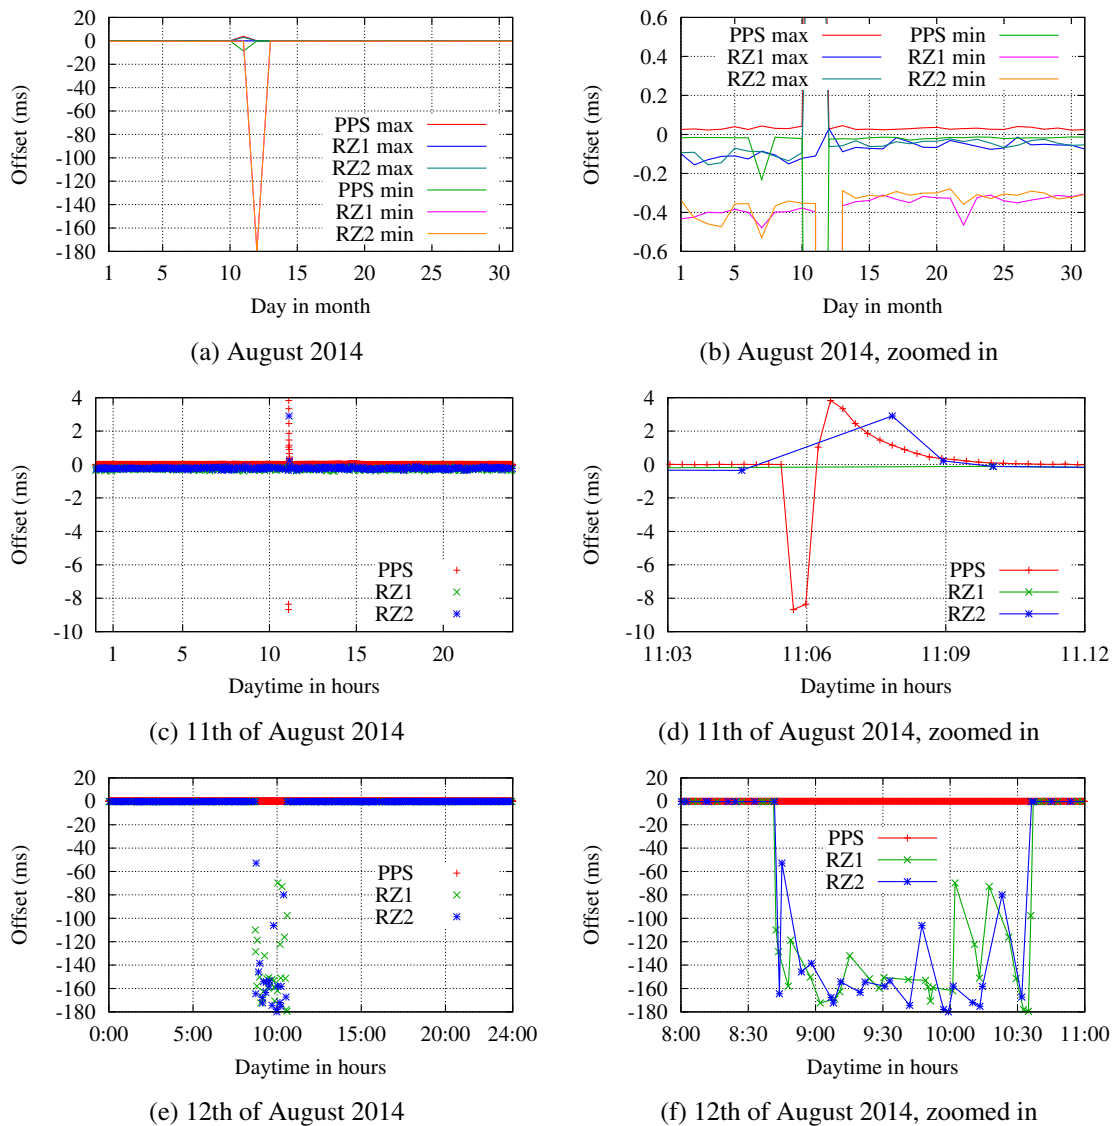 20
0
-20
-40
-60
-80
-100
-120
-140
-160
-180
Offset (ms)
PPS max
RZ1 max
RZ2 max
PPS min
RZ1 min
RZ2 min
1 5 10 15 20 25 30
Day in month
(a) August 2014
0.6
0.4
0.2
0
-0.2
-0.4
-0.6
Offset (ms)
PPS max PPS min
RZ1 max RZ1 min
RZ2 max RZ2 min
1 5 10 15 20 25 30
Day in month
(b) August 2014, zoomed in
4
2
0
-2
-4
-6
-8
-10
Offset (ms)
PPS
RZ1
RZ2
1 5 10 15 20
Daytime in hours
(c) 11th of August 2014
4
2
0
-2
-4
-6
-8
-10
Offset (ms)
PPS
RZ1
RZ2
11:03 11:06 11:09 11.12
Daytime in hours
(d) 11th of August 2014, zoomed in
20
0
-20
-40
-60
-80
-100
-120
-140
-160
-180
Offset (ms)
PPS
RZ1
RZ2
0:00 5:00 10:00 15:00 20:00 24:00
Daytime in hours
(e) 12th of August 2014
20
0
-20
-40
-60
-80
-100
-120
-140
-160
-180
Offset (ms)
PPS
RZ1
RZ2
8:00 8:30 9:00 9:30 10:00 10:30 11:00
Daytime in hours
(f) 12th of August 2014, zoomed in